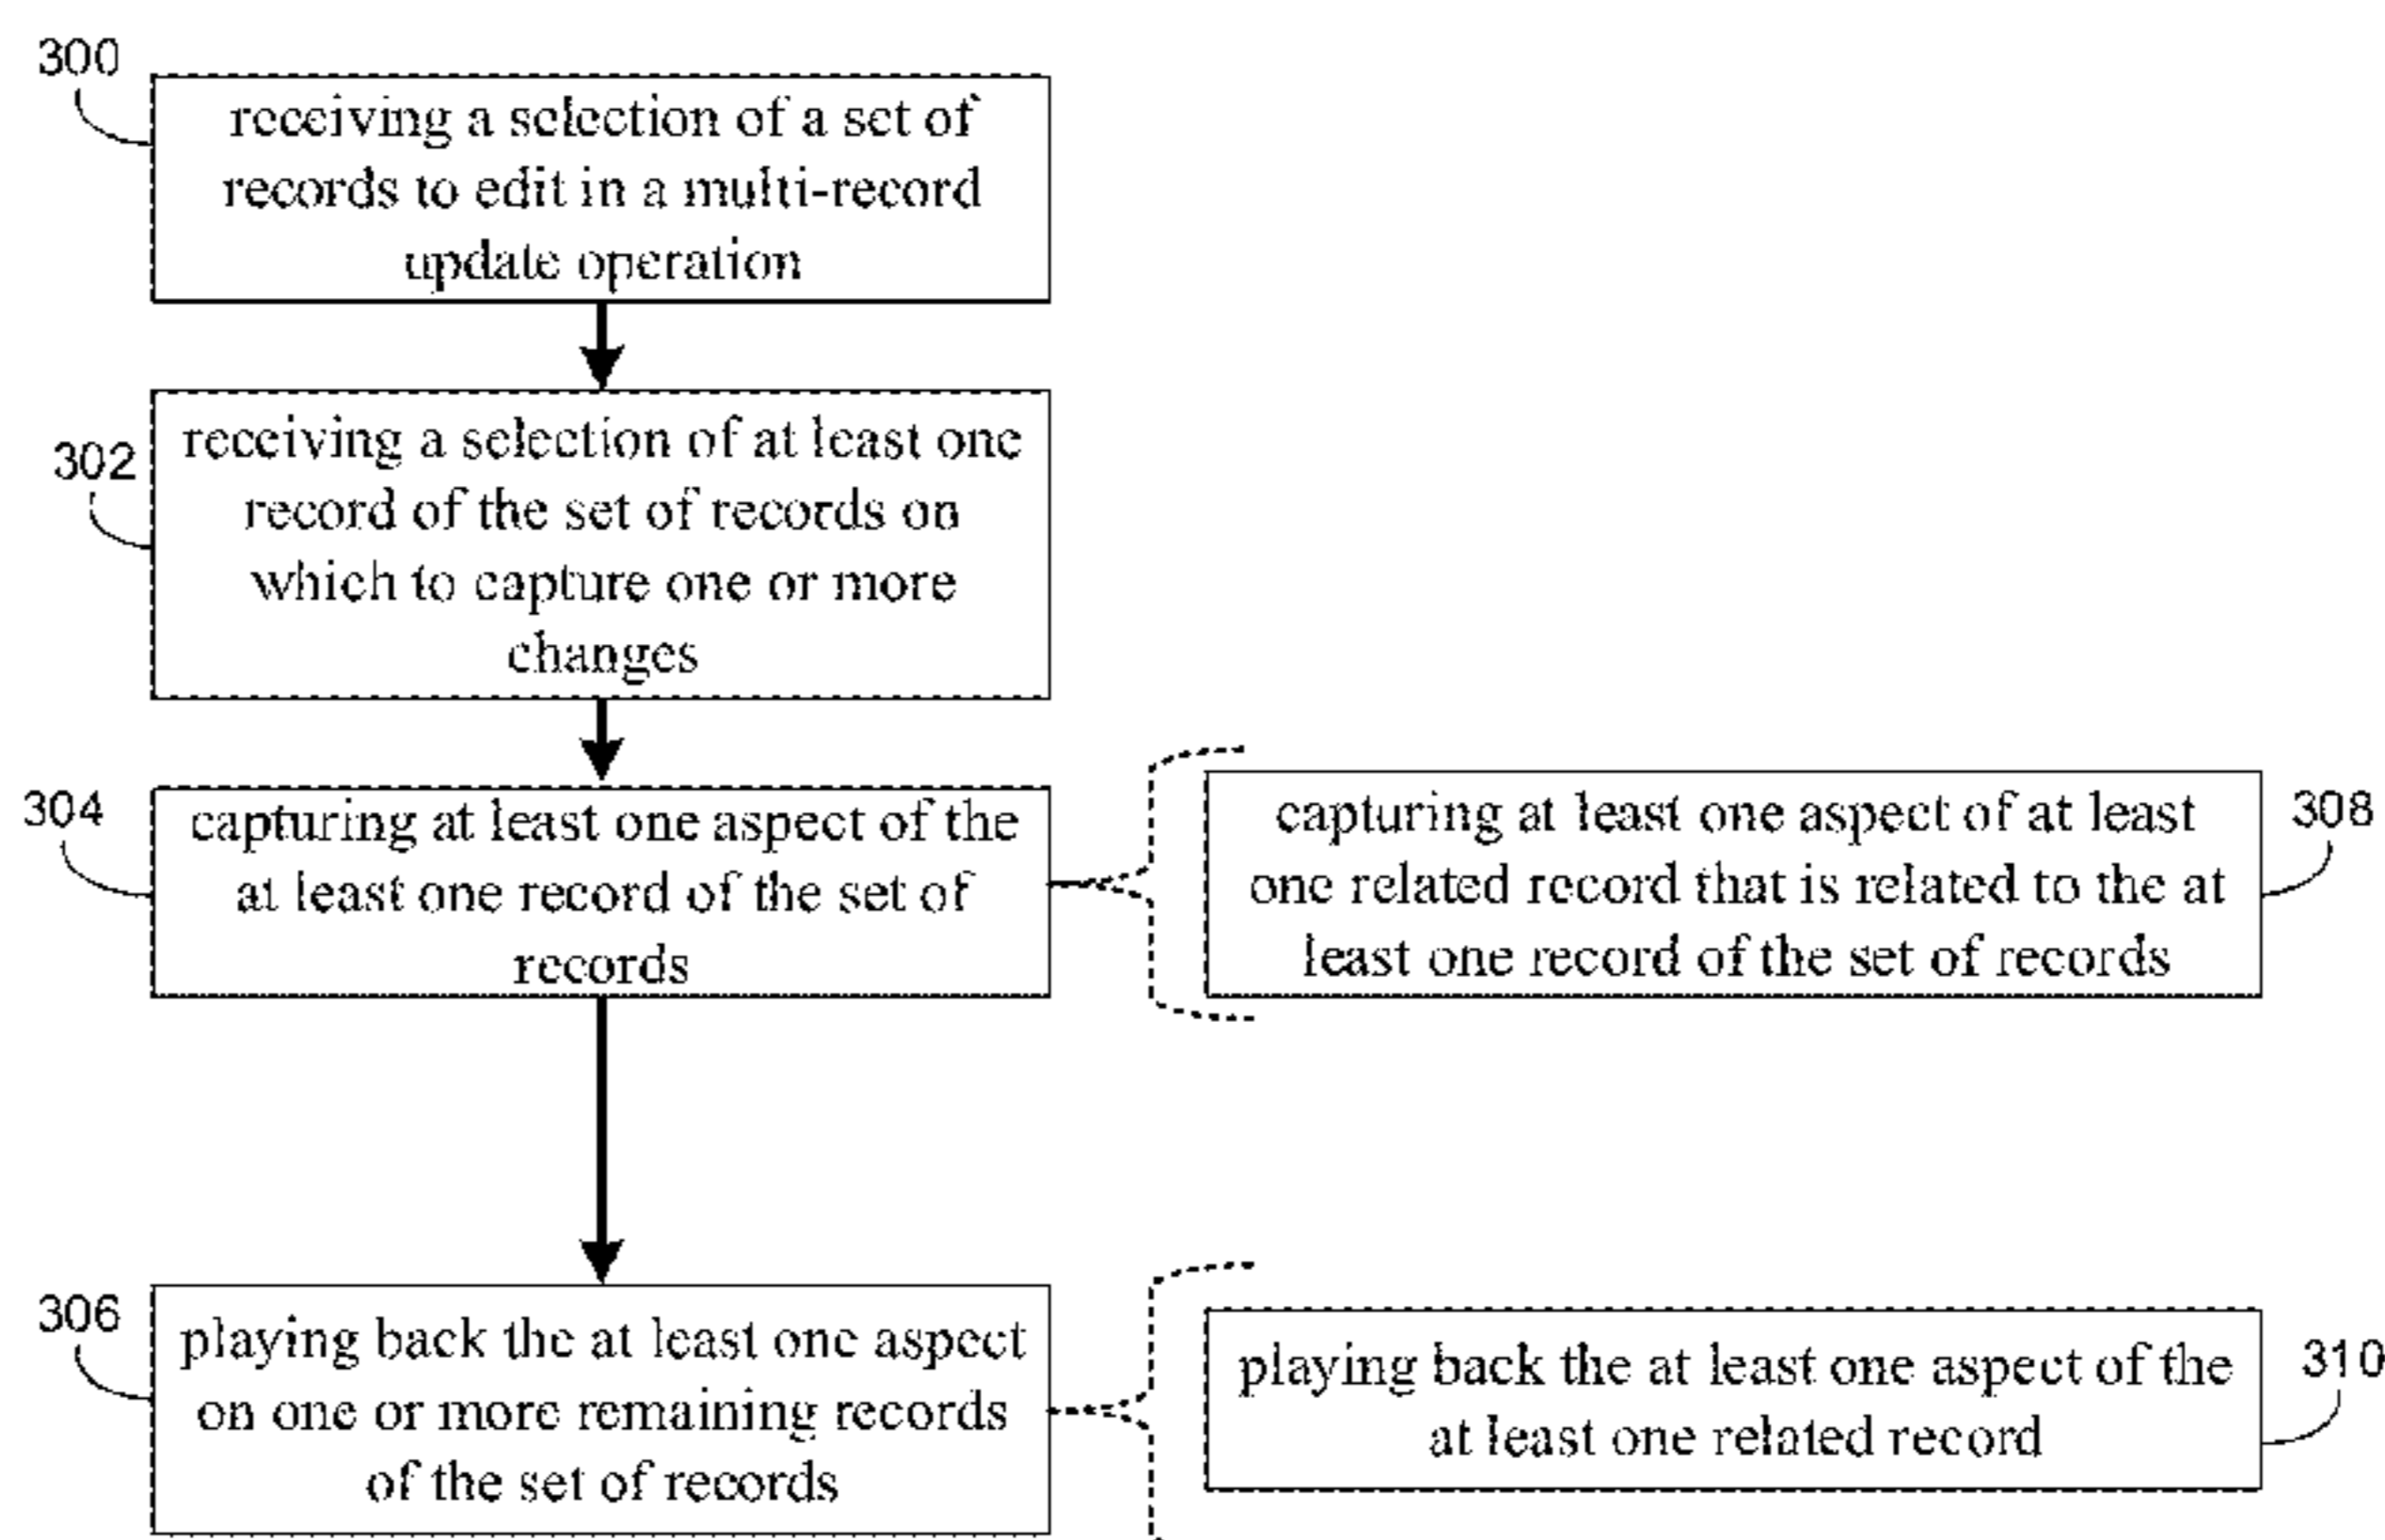 300
receiving a selection of a set of
records to edit in a multi-record
update operation
302
receiving a selection of at least one
record of the set of records on
which to capture one or more
changes
304
capturing at least one aspect of the
at least one record of the set of
records
308
capturing at least one aspect of at least
one related record that is related to the at
least one record of the set of records
306
playing back the at least one aspect
on one or more remaining records
of the set of records
310
playing back the at least one aspect of the
at least one related record